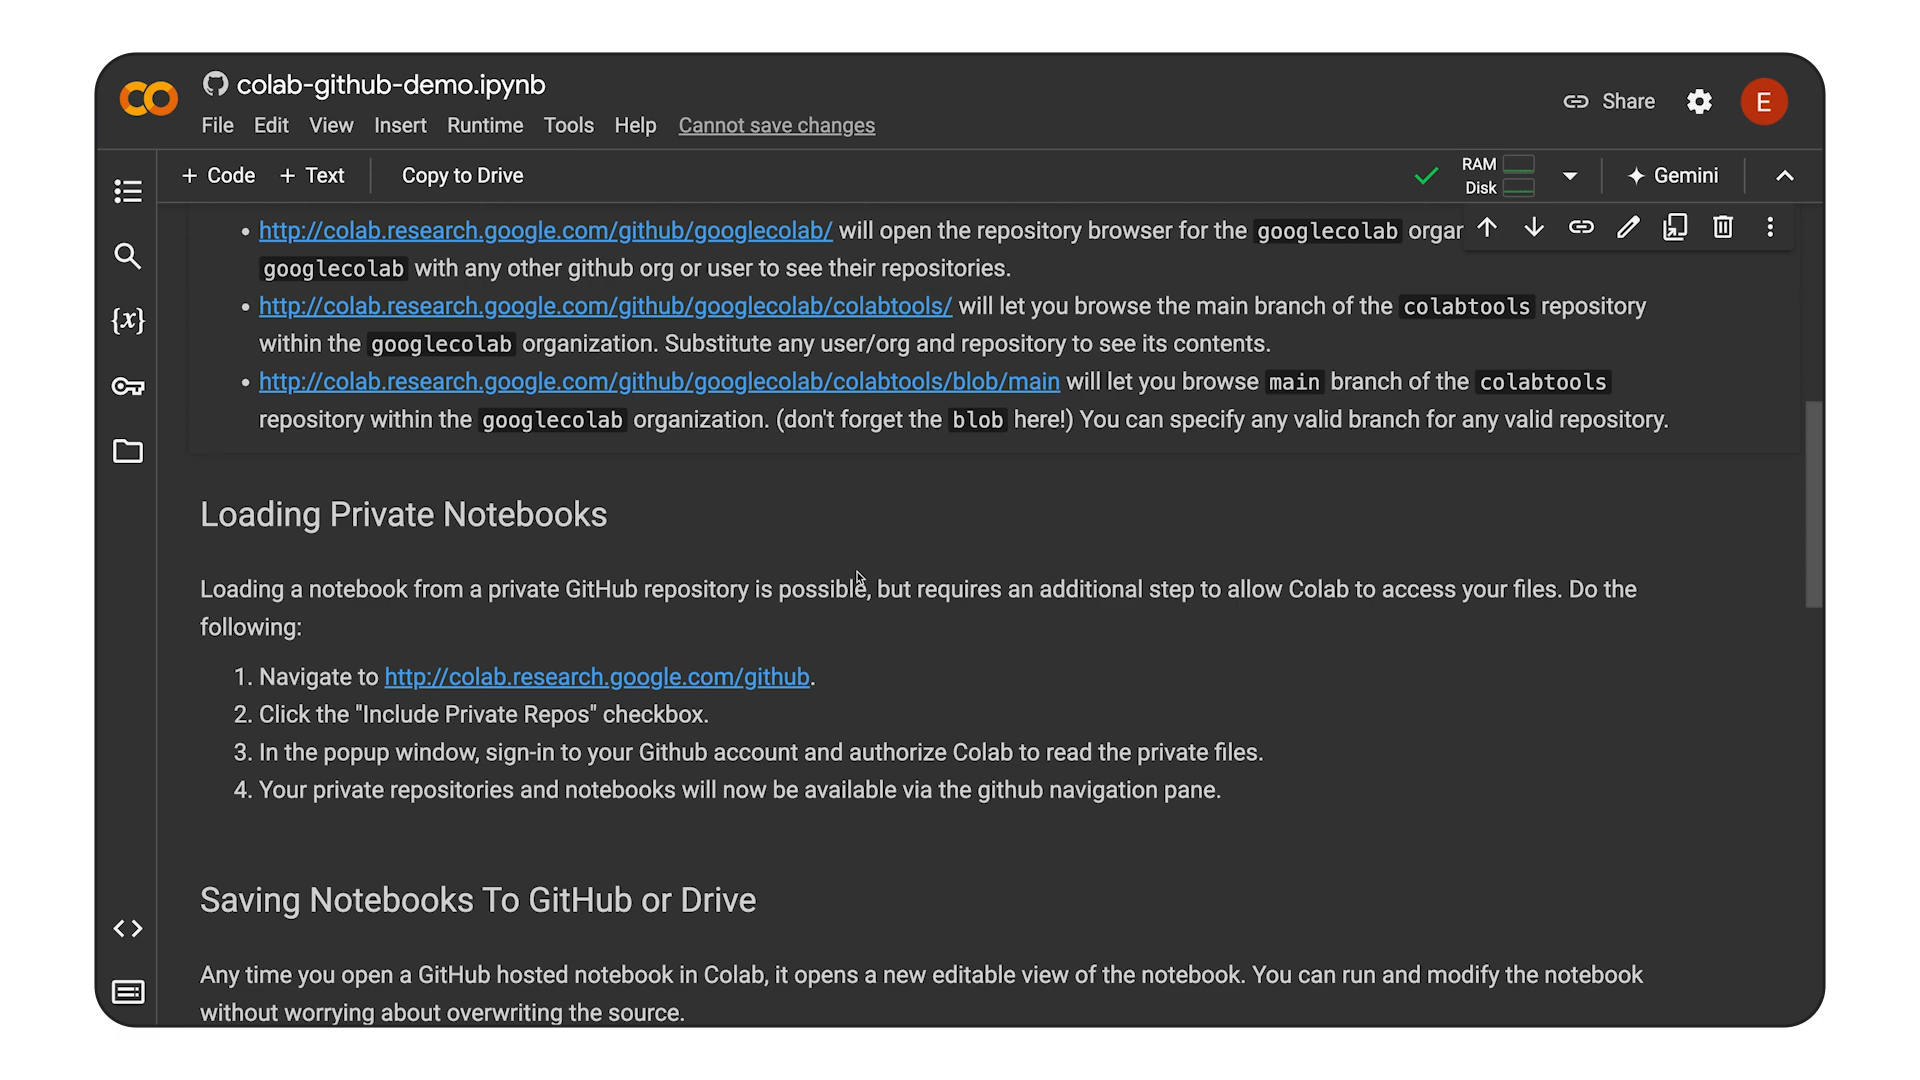 colab-github-demo.ipynb
File Edit View Insert Runtime Tools Help Cannot save changes
Share
E
+ Code + Text Copy to Drive
RAM
Disk
Gemini
• http://colab.research.google.com/github/googlecolab/ will open the repository browser for the googlecolab
googlecolab with any other github org or user to see their repositories.
• http://colab.research.google.com/github/googlecolab/colabtools/ will let you browse the main branch of the colabtools repository
within the googlecolab organization. Substitute any user/org and repository to see its contents.
• http://colab.research.google.com/github/googlecolab/colabtools/blob/main will let you browse main branch of the colabtools
repository within the googlecolab organization. (don't forget the blob here!) You can specify any valid branch for any valid repository.
Loading Private Notebooks
Loading a notebook from a private GitHub repository is possible, but requires an additional step to allow Colab to access your files. Do the
following:
1. Navigate to http://colab.research.google.com/github.
2. Click the "Include Private Repos" checkbox.
3. In the popup window, sign-in to your Github account and authorize Colab to read the private files.
4. Your private repositories and notebooks will now be available via the github navigation pane.
Saving Notebooks To GitHub or Drive
Any time you open a GitHub hosted notebook in Colab, it opens a new editable view of the notebook. You can run and modify the notebook
without worrying about overwriting the source.